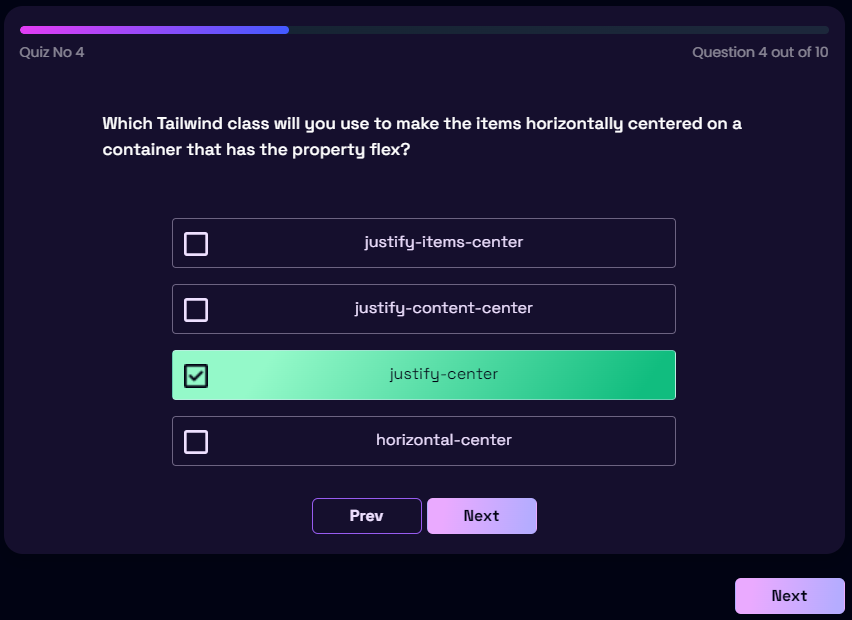 Quiz No 4
Question 4 out of 10
Which Tailwind class will you use to make the items horizontally centered on a
container that has the property flex?
justify-items-center
justify-content-center
justify-center
horizontal-center
Prev
Next
Next